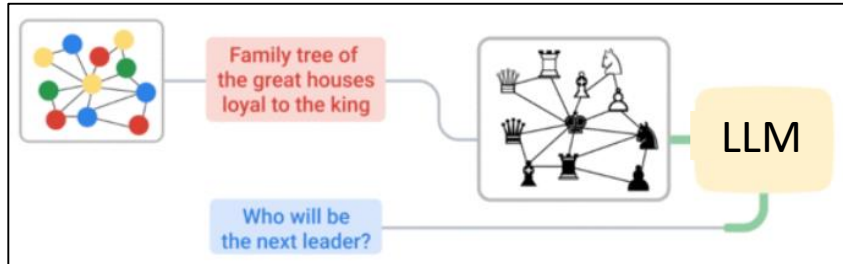 Family tree of
the great houses
loyal to the king
LLM
Who will be
the next leader?